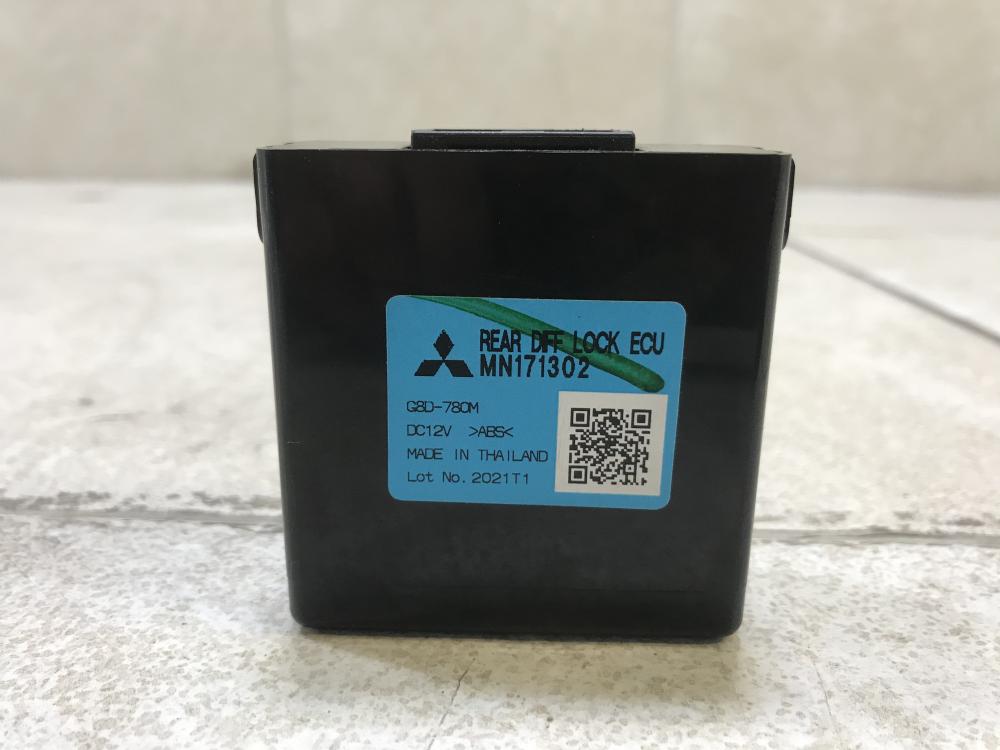 REAR DIFF LOCK ECU
MN171302
G8D-780M
DC12V >ABS<
MADE IN THAILAND
Lot No. 2021T1